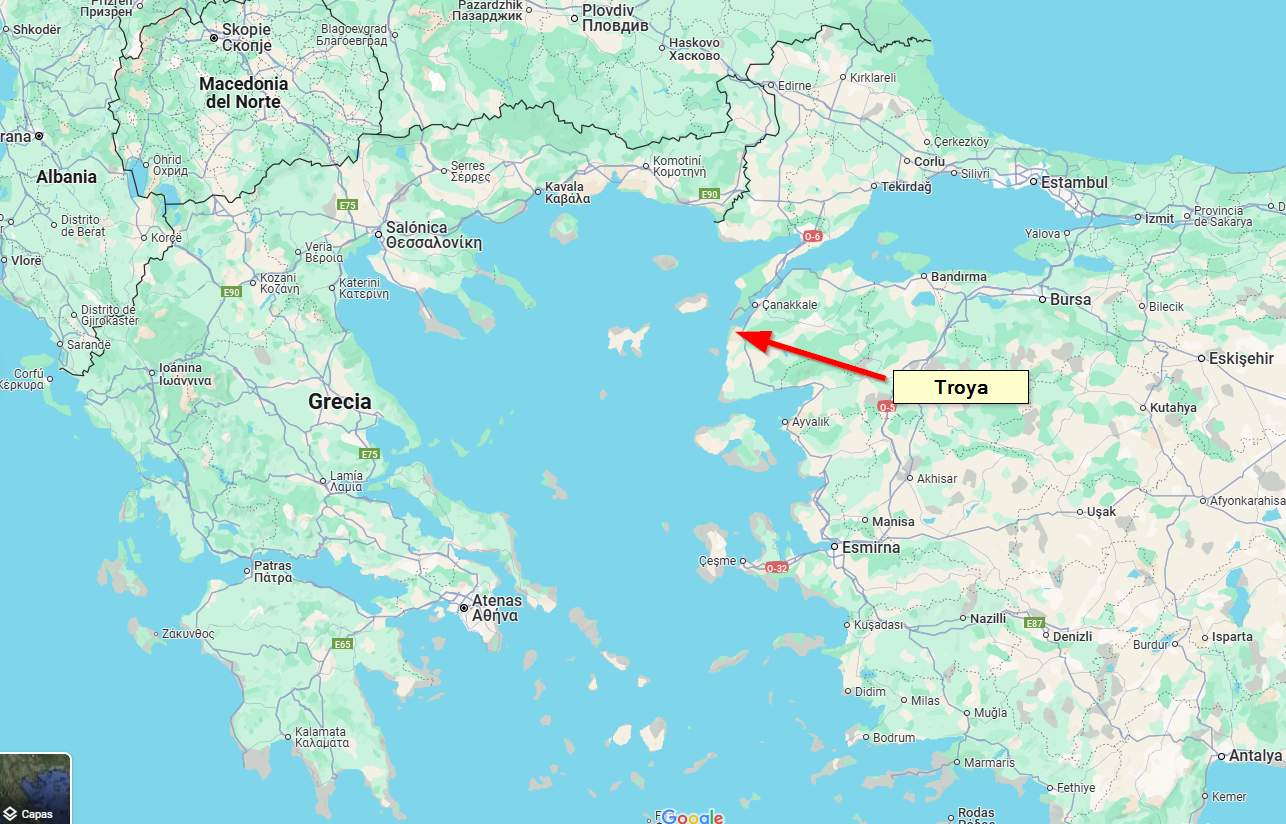 Prizren
Призрен
Shkodër
Skopie
Скопје
Blagoevgrad
Благоевград
Pazardzhik
Пазарджик
Plovdiv
Пловдив
Haskovo
Хасково
Edirne
Kırklareli
Macedonia
del Norte
rana
Albania
Ohrid
Охрид
Serres
Σέρρες
Komotiní
Κομοτηνή
Kavala
Καβάλα
E90
E75
Çerkezköy
Corlu
Silivri
Tekirdağ
Estambul
İzmit
Provincia
de Sakarya
Yalova
Distrito
de Berat
Korçë
Vlorë
Salónica
Θεσσαλονίκη
O-6
Veria
Βέροια
Kozani
Κοζάνη
Katerini
Κατερίνη
E90
Bandırma
Bursa
Bilecik
Çanakkale
Distrito de
Gjirokastër
Sarandë
Corfú
Κέρκυρα
Ioánina
Ιωάννινα
Grecia
Troya
Eskişehir
O-5
Kutahya
Ayvalık
E75
Lamía
Λαμία
Akhisar
Afyonkarahisa
Manisa
Uşak
Esmirna
Çeşme
O-32
Patras
Πάτρα
Atenas
Αθήνα
Ζάκυνθος
E65
Kuşadası
Nazilli
E87
Denizli
Isparta
Burdur
Didim
Milas
Muğla
Kalamata
Καλαμάτα
Bodrum
Marmaris
Antalya
Fethiye
Kemer
Capas
Google
Rodas